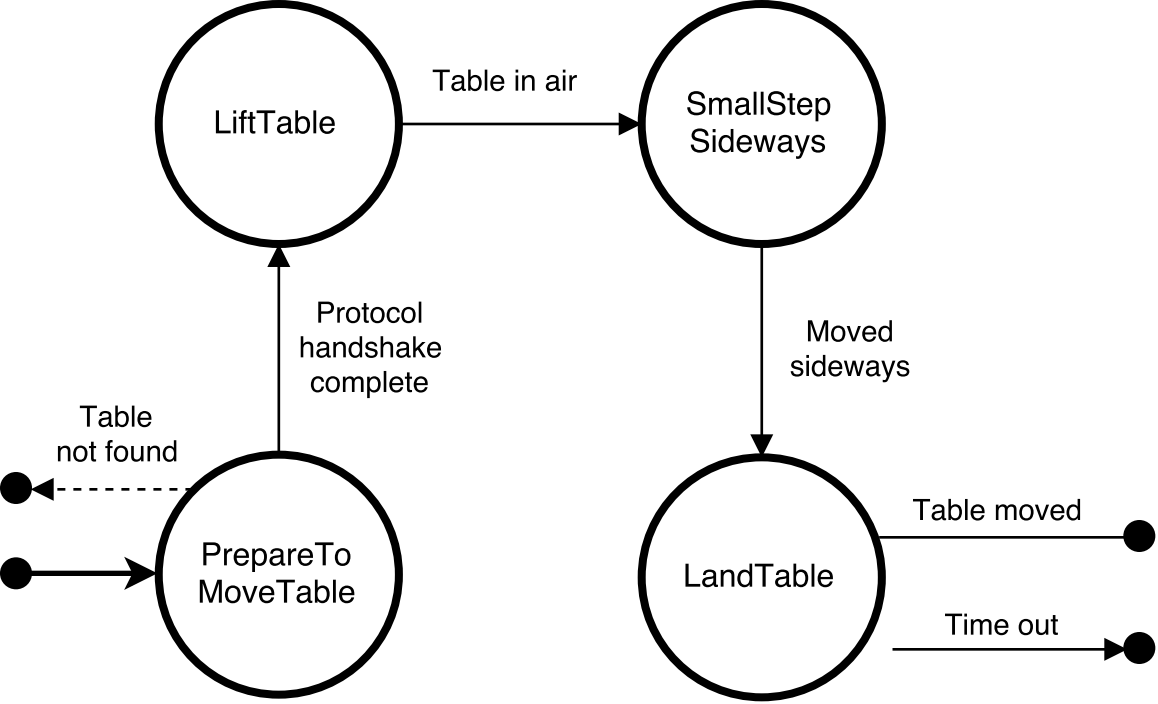 LiftTable
Table in air
SmallStep
Sideways
Protocol
handshake
complete
Moved
sideways
Table
not found
PrepareTo
MoveTable
LandTable
Table moved
Time out